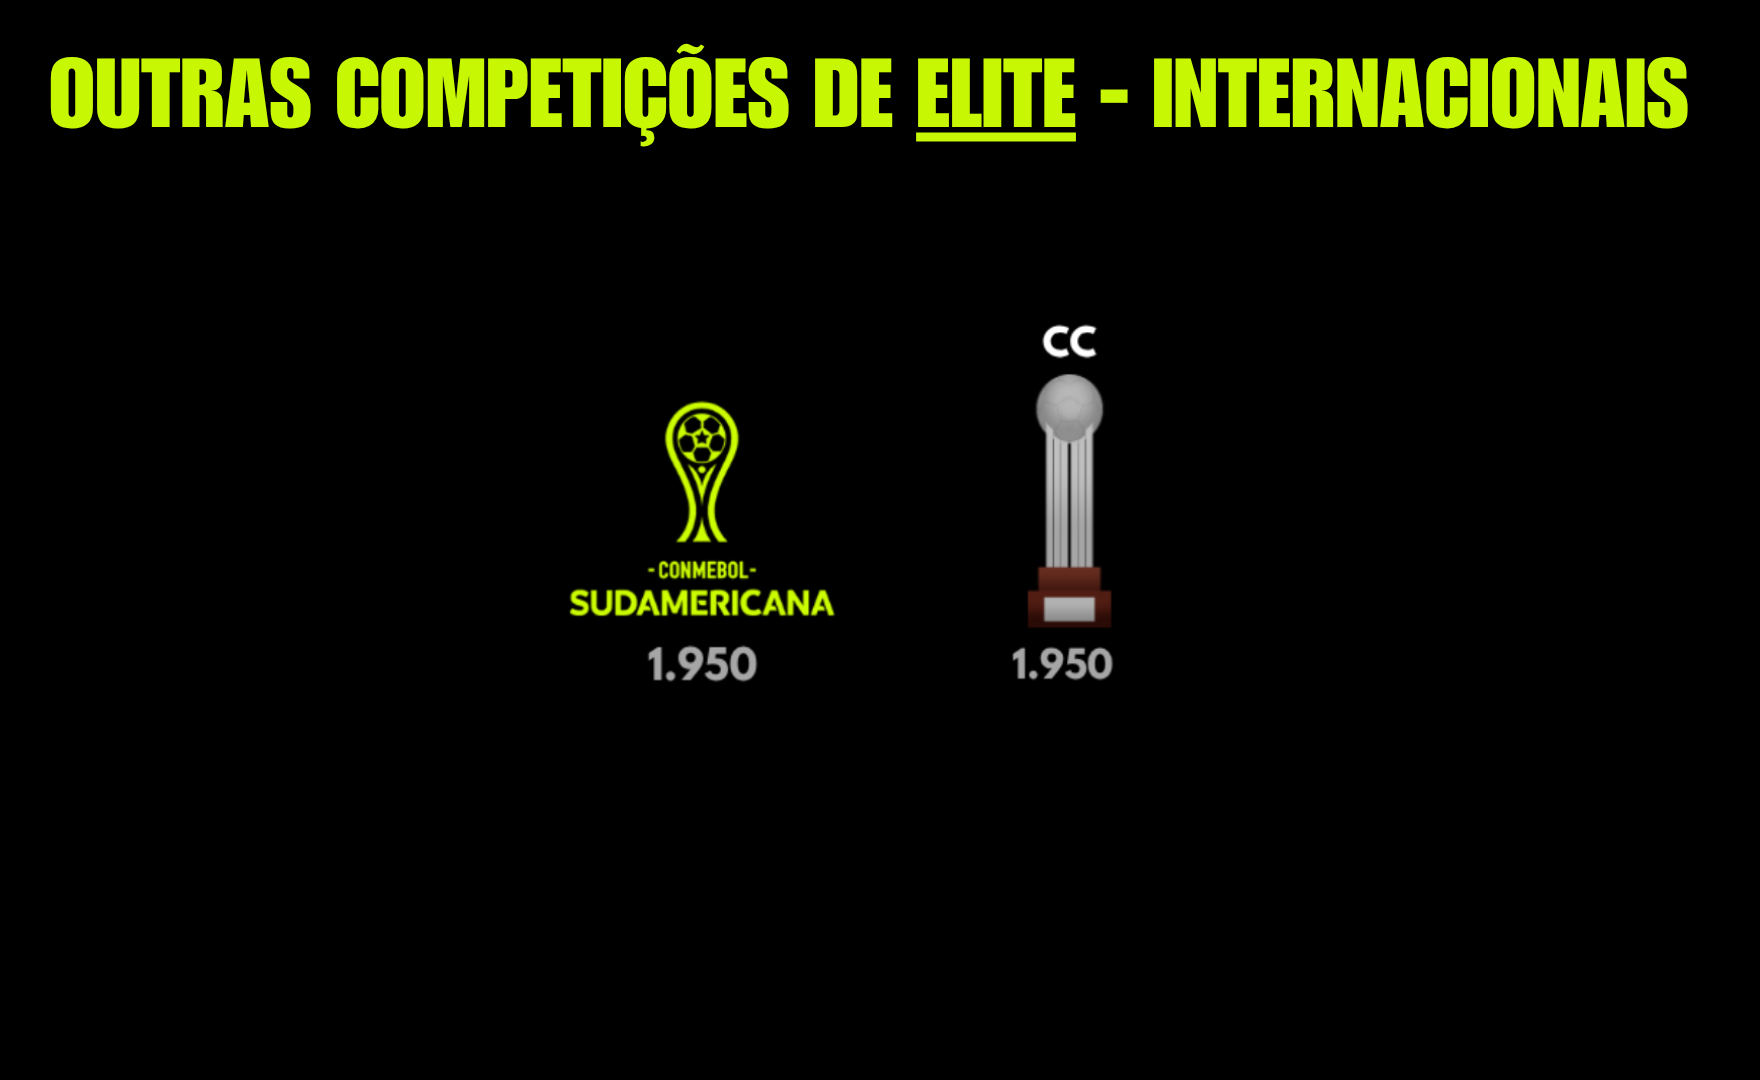 OUTRAS COMPETIÇÕES DE ELITE - INTERNACIONAIS
CC
-CONMEBOL-
SUDAMERICANA
1.950
1.950